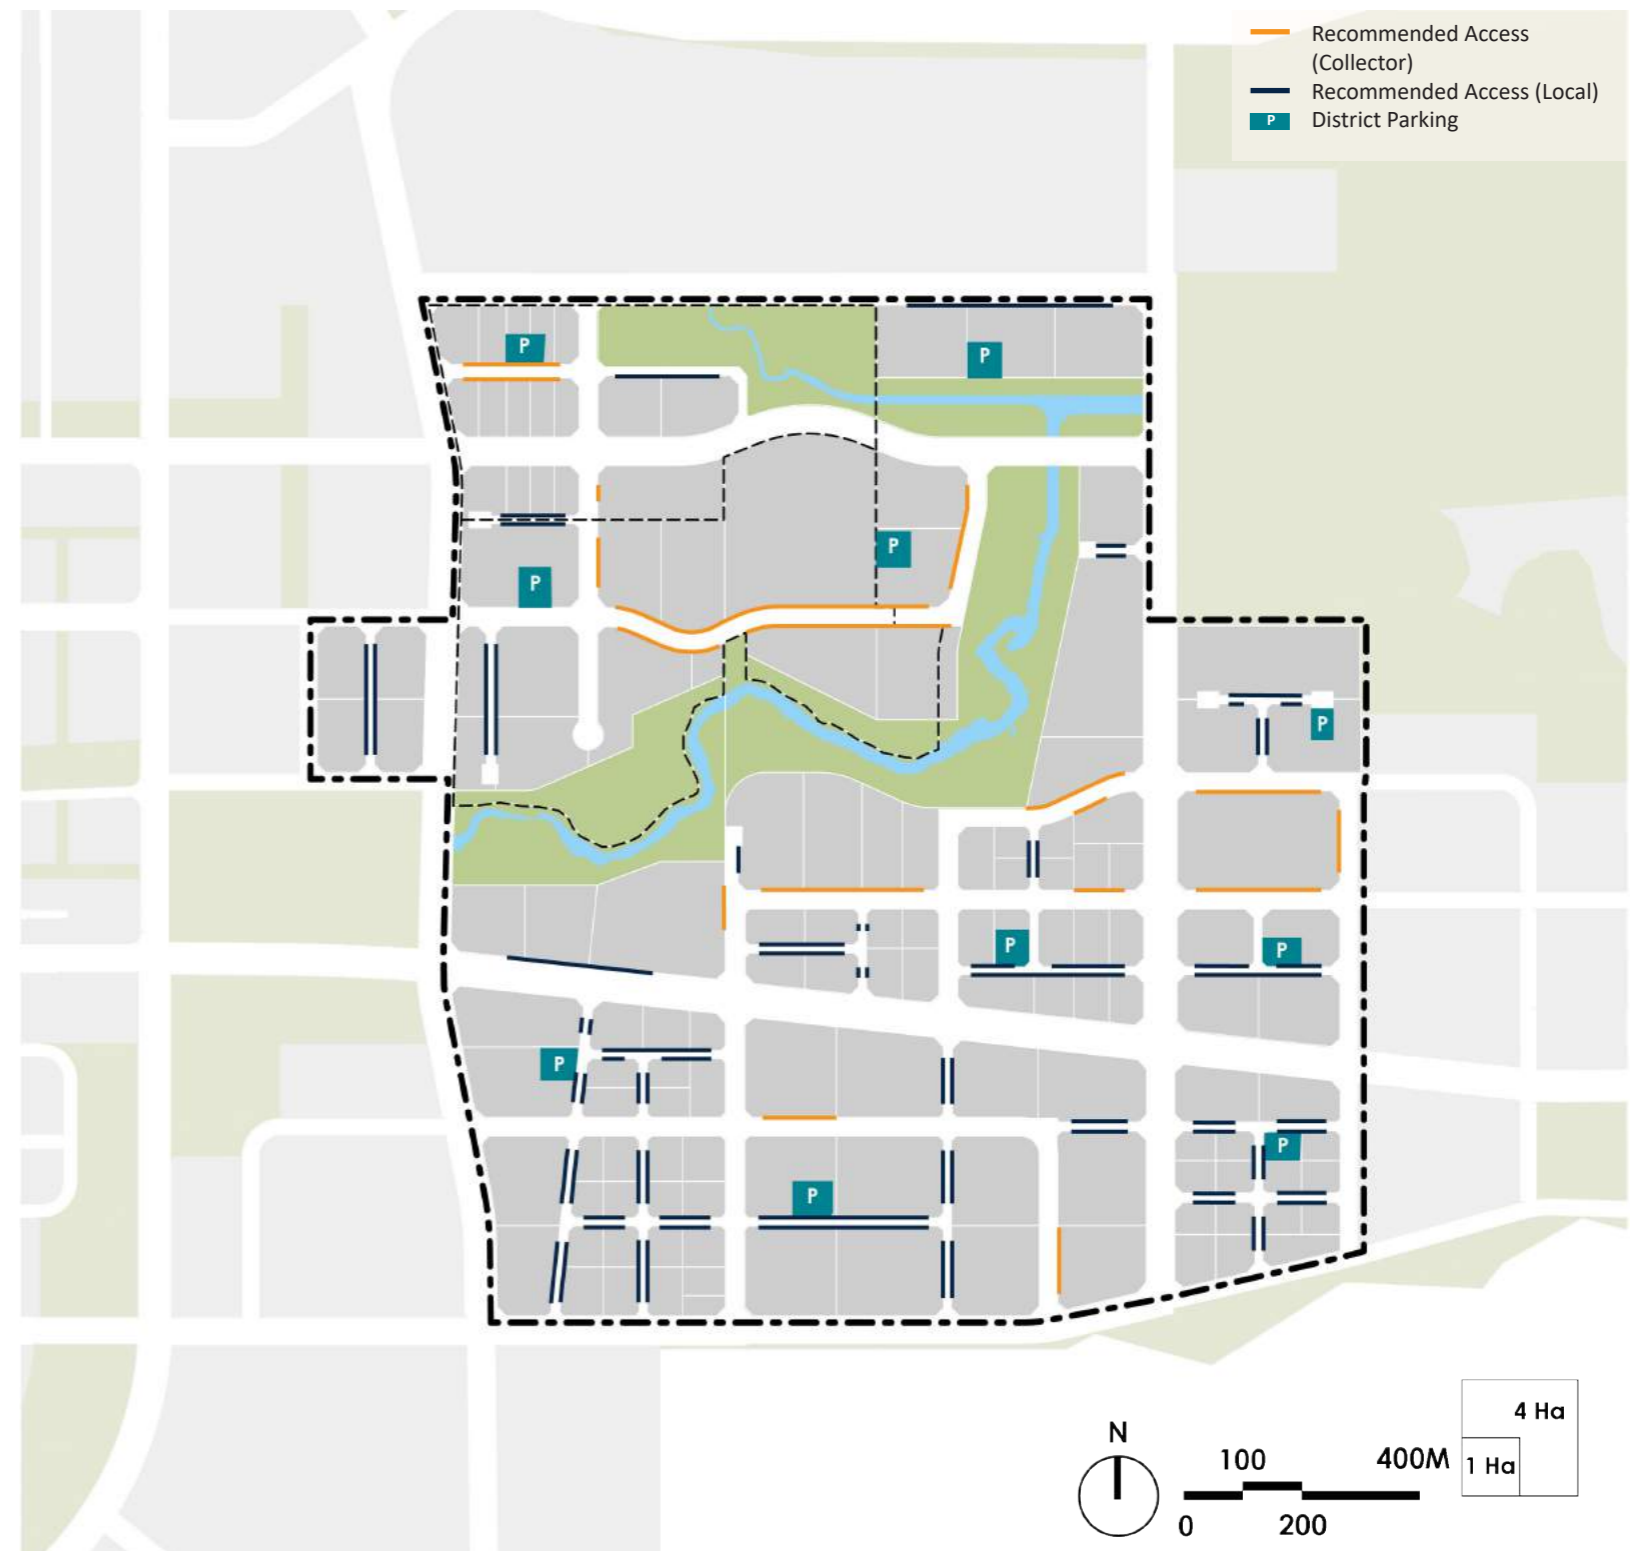 Recommended Access
(Collector)
Recommended Access (Local)
P District Parking
P
P
P
P
P
P
P
P
P
P
P
N
100 400M
0 200
4 Ha
1 Ha